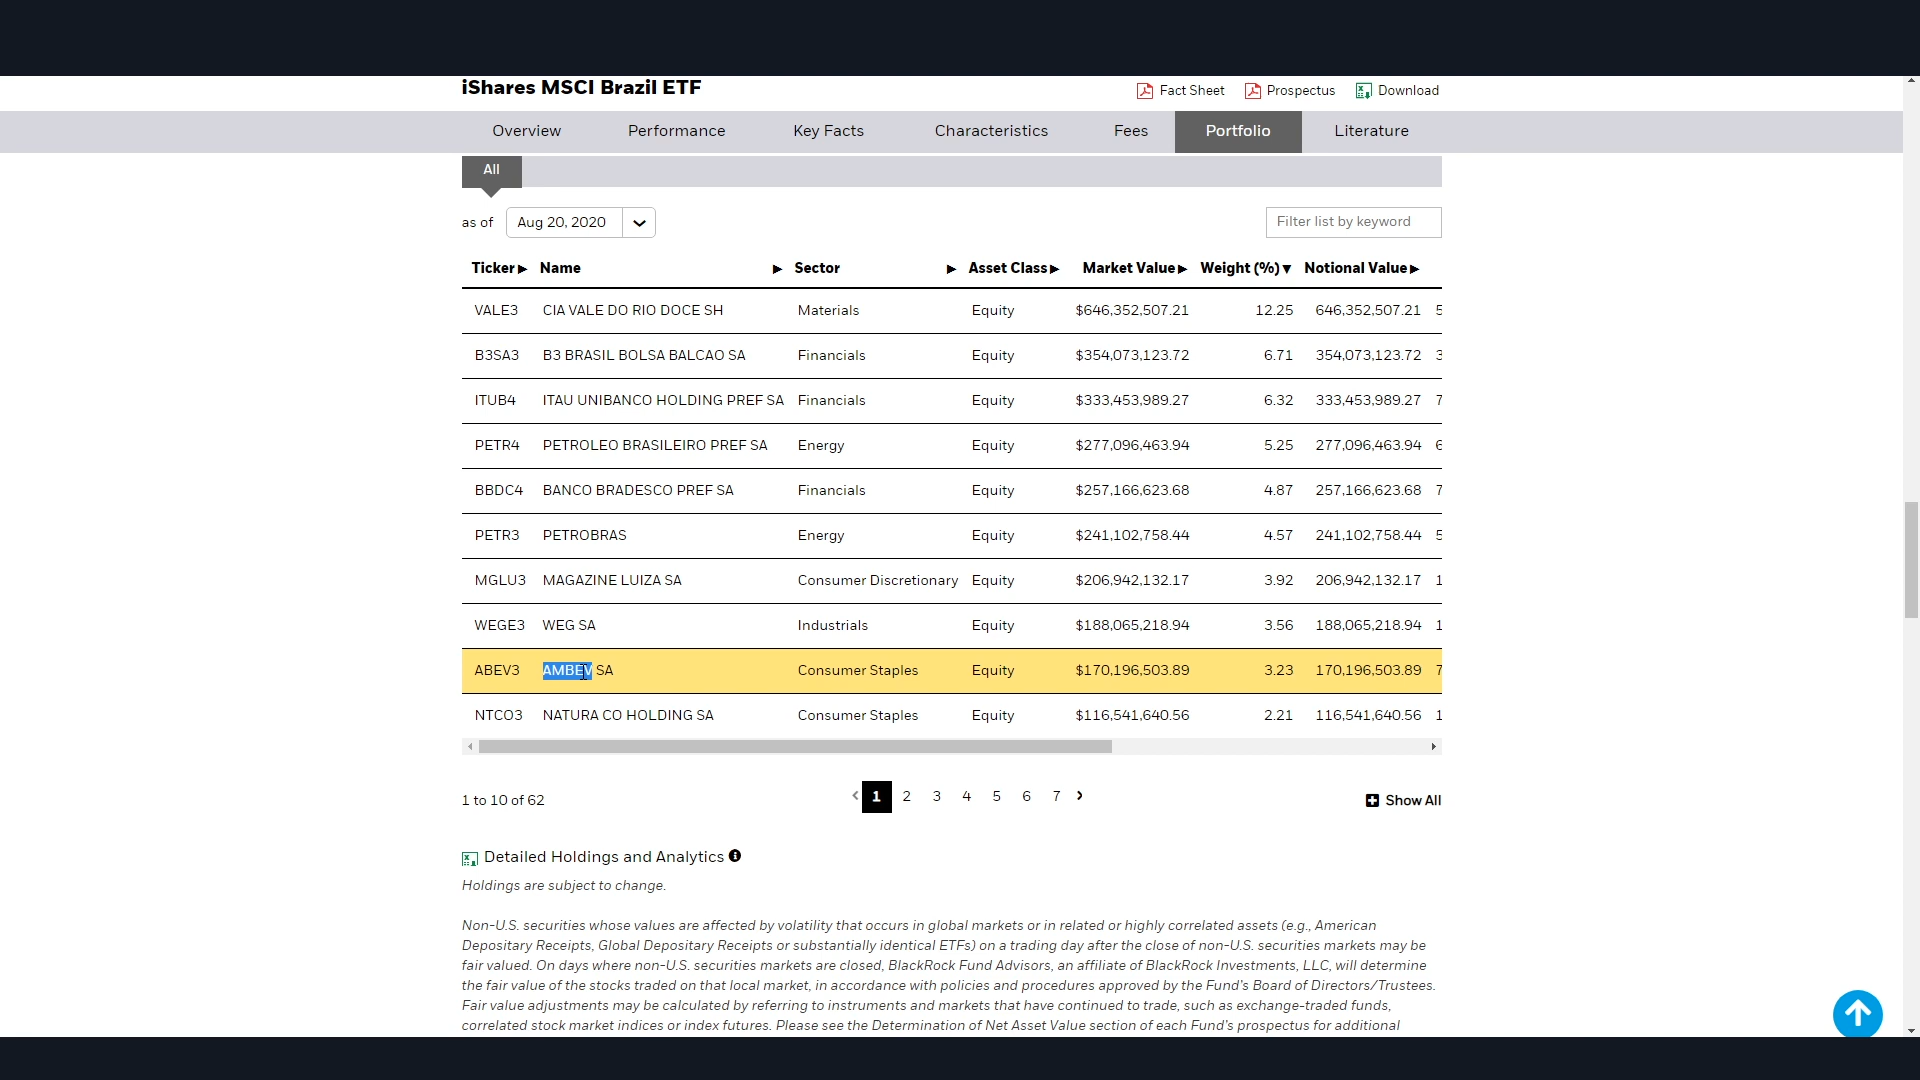 iShares MSCI Brazil ETF
Fact Sheet Prospectus Download
Overview Performance Key Facts Characteristics Fees Portfolio Literature
All
as of Aug 20, 2020 Filter list by keyword
Ticker Name Sector Asset Class Market Value Weight (%) Notional Value
VALE3 CIA VALE DO RIO DOCE SH Materials Equity $646,352,507.21 12.25 646,352,507.21 5
B3SA3 B3 BRASIL BOLSA BALCAO SA Financials Equity $354,073,123.72 6.71 354,073,123.72 3
ITUB4 ITAU UNIBANCO HOLDING PREF SA Financials Equity $333,453,989.27 6.32 333,453,989.27 7
PETR4 PETROLEO BRASILEIRO PREF SA Energy Equity $277,096,463.94 5.25 277,096,463.94 6
BBDC4 BANCO BRADESCO PREF SA Financials Equity $257,166,623.68 4.87 257,166,623.68 7
PETR3 PETROBRAS Energy Equity $241,102,758.44 4.57 241,102,758.44 5
MGLU3 MAGAZINE LUIZA SA Consumer Discretionary Equity $206,942,132.17 3.92 206,942,132.17 1
WEGE3 WEG SA Industrials Equity $188,065,218.94 3.56 188,065,218.94 1
ABEV3 AMBEV SA Consumer Staples Equity $170,196,503.89 3.23 170,196,503.89 7
NTCO3 NATURA CO HOLDING SA Consumer Staples Equity $116,541,640.56 2.21 116,541,640.56 1
1 to 10 of 62 1 2 3 4 5 6 7 Show All
Detailed Holdings and Analytics
Holdings are subject to change.
Non-U.S. securities whose values are affected by volatility that occurs in global markets or in related or highly correlated assets (e.g., American
Depositary Receipts, Global Depositary Receipts or substantially identical ETFs) on a trading day after the close of non-U.S. securities markets may be
fair valued. On days where non-U.S. securities markets are closed, BlackRock Fund Advisors, an affiliate of BlackRock Investments, LLC, will determine
the fair value of the stocks traded on that local market, in accordance with policies and procedures approved by the Fund's Board of Directors/Trustees.
Fair value adjustments may be calculated by referring to instruments and markets that have continued to trade, such as exchange-traded funds,
correlated stock market indices or index futures. Please see the Determination of Net Asset Value section of each Fund's prospectus for additional